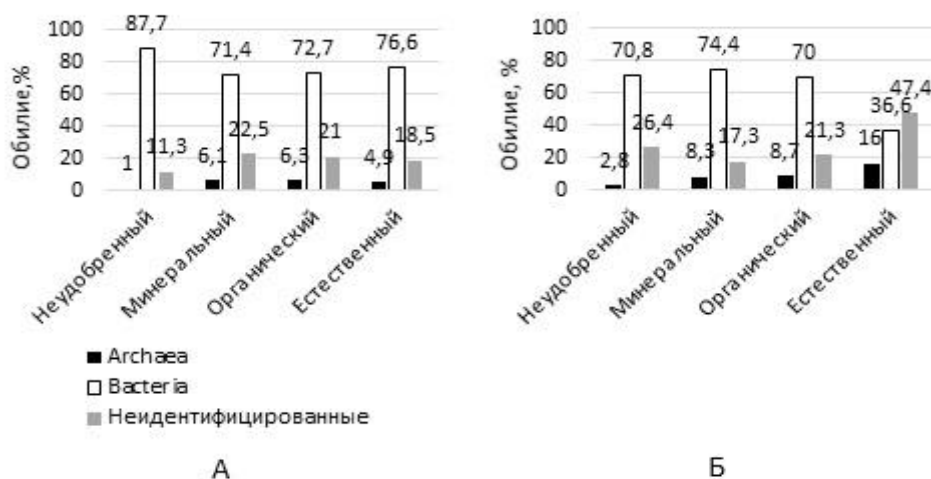 Обилие,%
100
80
60
40
20
0
87,7
71,4
72,7
76,6
1
11,3
6,1
22,5
6,3
21
4,9
18,5
Неудобренный
Минеральный
Органический
Естественный
Archaea
Bacteria
Неидентифицированные
А
Обилие, %
100
80
60
40
20
0
70,8
74,4
70
36,6
47,4
2,8
26,4
8,3
17,3
8,7
21,3
16
Неудобренный
Минеральный
Органический
Естественный
Б